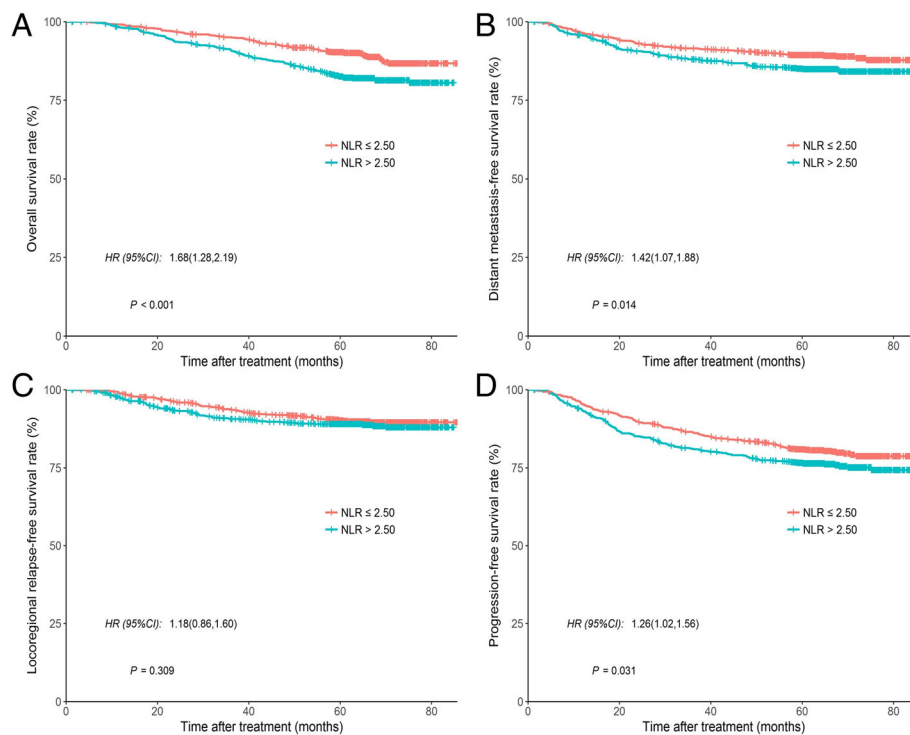 A
Overall survival rate (%)
100
75
50
25
0
NLR ≤ 2.50
NLR > 2.50
HR (95%CI): 1.68(1.28,2.19)
P < 0.001
0 20 40 60 80
Time after treatment (months)
B
Distant metastasis-free survival rate (%)
100
75
50
25
0
NLR ≤ 2.50
NLR > 2.50
HR (95%CI): 1.42(1.07,1.88)
P = 0.014
0 20 40 60 80
Time after treatment (months)
C
Locoregional relapse-free survival rate (%)
100
75
50
25
0
NLR ≤ 2.50
NLR > 2.50
HR (95%CI): 1.18(0.86,1.60)
P = 0.309
0 20 40 60 80
Time after treatment (months)
D
Progression-free survival rate (%)
100
75
50
25
0
NLR ≤ 2.50
NLR > 2.50
HR (95%CI): 1.26(1.02,1.56)
P = 0.031
0 20 40 60 80
Time after treatment (months)